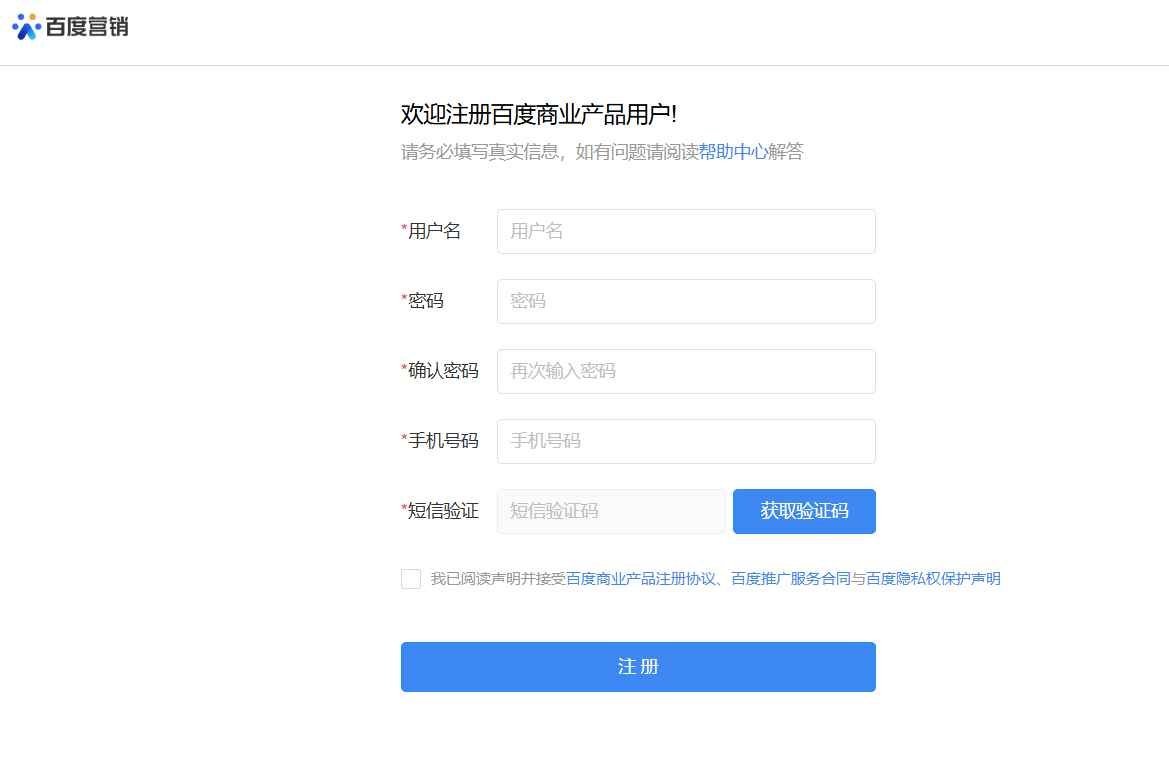 百度营销
欢迎注册百度商业产品用户!
请务必填写真实信息，如有问题请阅读帮助中心解答
*用户名 用户名
*密码 密码
*确认密码 再次输入密码
*手机号码 手机号码
*短信验证 短信验证码 获取验证码
我已阅读声明并接受百度商业产品注册协议、百度推广服务合同与百度隐私权保护声明
注 册